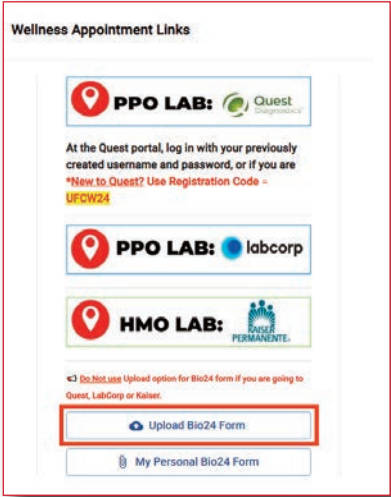 Wellness Appointment Links
PPO LAB: Quest Diagnostics
At the Quest portal, log in with your previously
created username and password, or if you are
*New to Quest? Use Registration Code =
UFCW24
PPO LAB: labcorp
HMO LAB: KAISER PERMANENTE.
Do Not use Upload option for Bio24 form if you are going to
Quest, LabCorp or Kaiser.
Upload Bio24 Form
My Personal Bio24 Form